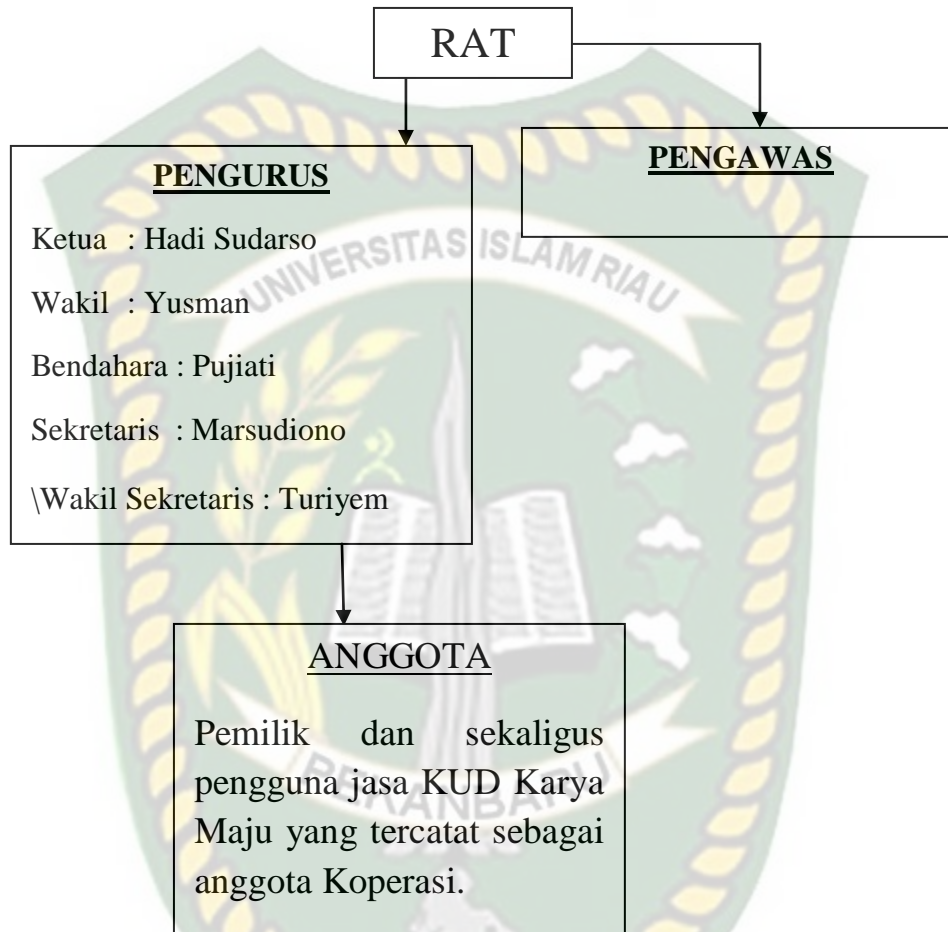 RAT
PENGAWAS
PENGURUS
Ketua : Hadi Sudarso
Wakil : Yusman
Bendahara : Pujiati
Sekretaris : Marsudiono
\Wakil Sekretaris : Turiyem
UNIVERSITAS ISLAM RIAU
ANGGOTA
Pemilik dan sekaligus
pengguna jasa KUD Karya
Maju yang tercatat sebagai
anggota Koperasi.
PEKANBARU